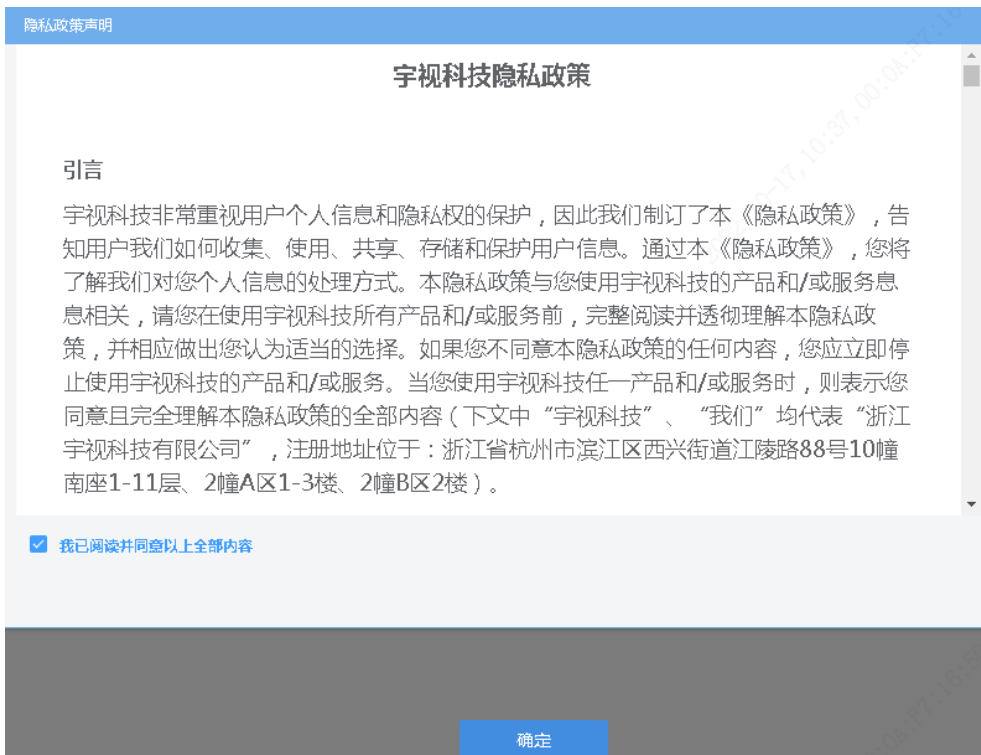 隐私政策声明
宇视科技隐私政策
引言
宇视科技非常重视用户个人信息和隐私权的保护，因此我们制订了本《隐私政策》，告
知用户我们如何收集、使用、共享、存储和保护用户信息。通过本《隐私政策》，您将
了解我们对您个人信息的处理方式。本隐私政策与您使用宇视科技的产品和/或服务息
息相关，请您在使用宇视科技所有产品和/或服务前，完整阅读并透彻理解本隐私政
策，并相应做出您认为适当的选择。如果您不同意本隐私政策的任何内容，您应立即停
止使用宇视科技的产品和/或服务。当您使用宇视科技任一产品和/或服务时，则表示您
同意且完全理解本隐私政策的全部内容（下文中“宇视科技”、“我们”均代表“浙江
宇视科技有限公司”，注册地址位于：浙江省杭州市滨江区西兴街道江陵路88号10幢
南座1-11层、2幢A区1-3楼、2幢B区2楼）。
我已阅读并同意以上全部内容
确定